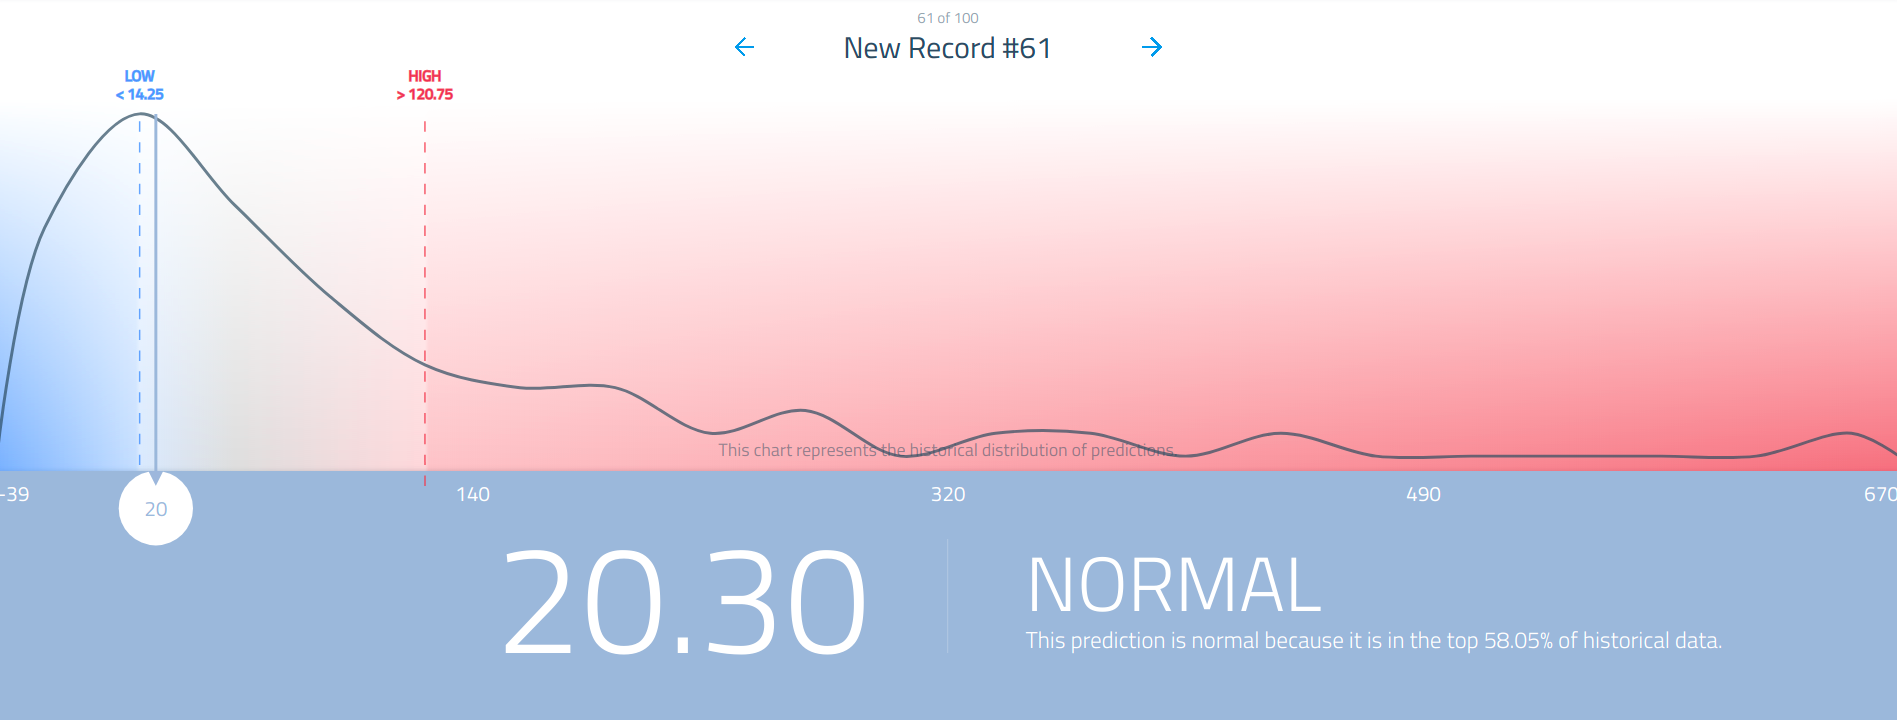 61 of 100
New Record #61
LOW
< 14.25
HIGH
> 120.75
This chart represents the historical distribution of predictions.
-39
20
140
320
490
670
20.30
NORMAL
This prediction is normal because it is in the top 58.05% of historical data.